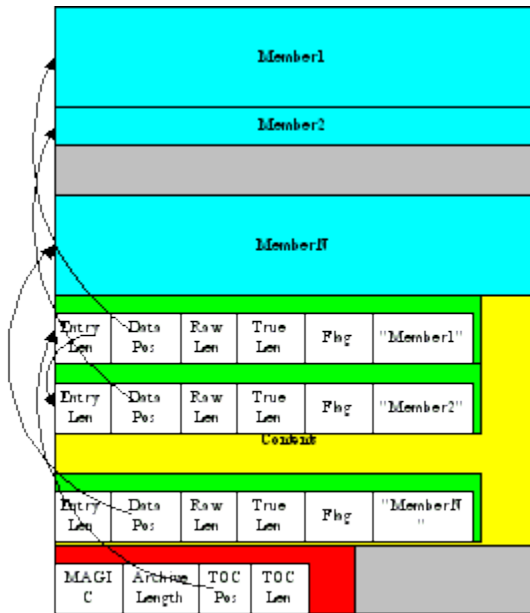 Member1
Member2
MemberN
Entry Len Data Pos Raw Len True Len Flag "Member1"
Entry Len Data Pos Raw Len True Len Flag "Member2"
Content
Entry Len Data Pos Raw Len True Len Flag "MemberN"
MAGIC Archive Length TOC Pos TOC Len